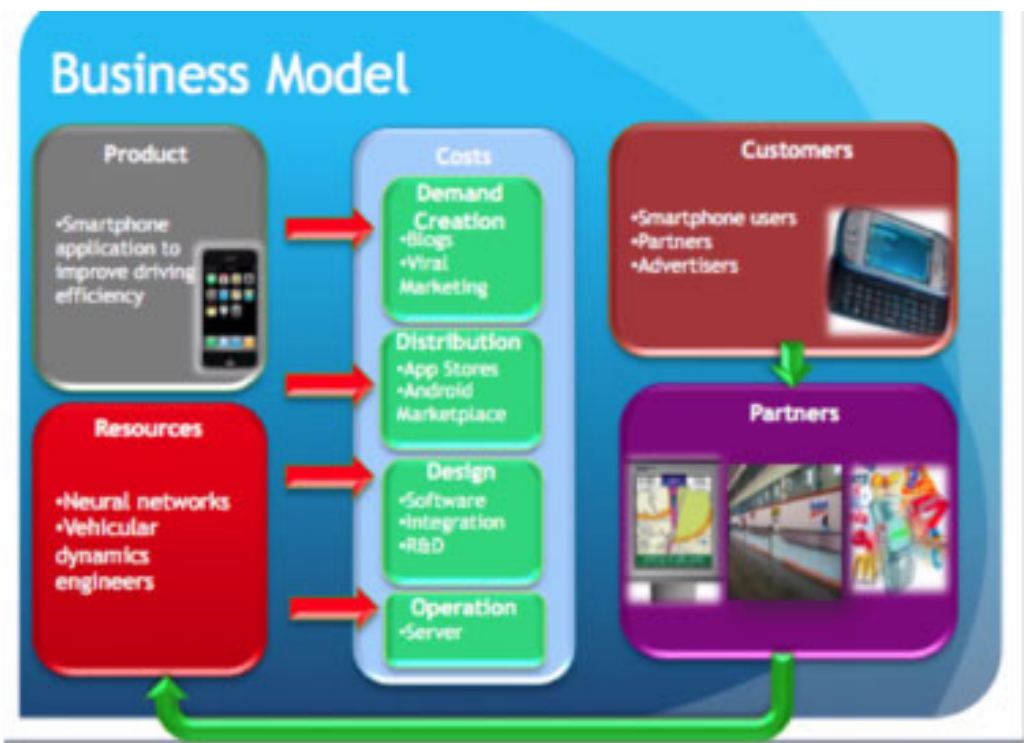 Business Model
Product
•Smartphone
application to
improve driving
efficiency
Resources
•Neural networks
•Vehicular
dynamics
engineers
Costs
Demand
Creation
•Blogs
•Viral
Marketing
Distribution
•App Stores
•Android
Marketplace
Design
•Software
•Integration
•R&D
Operation
•Server
Customers
•Smartphone users
•Partners
•Advertisers
Partners